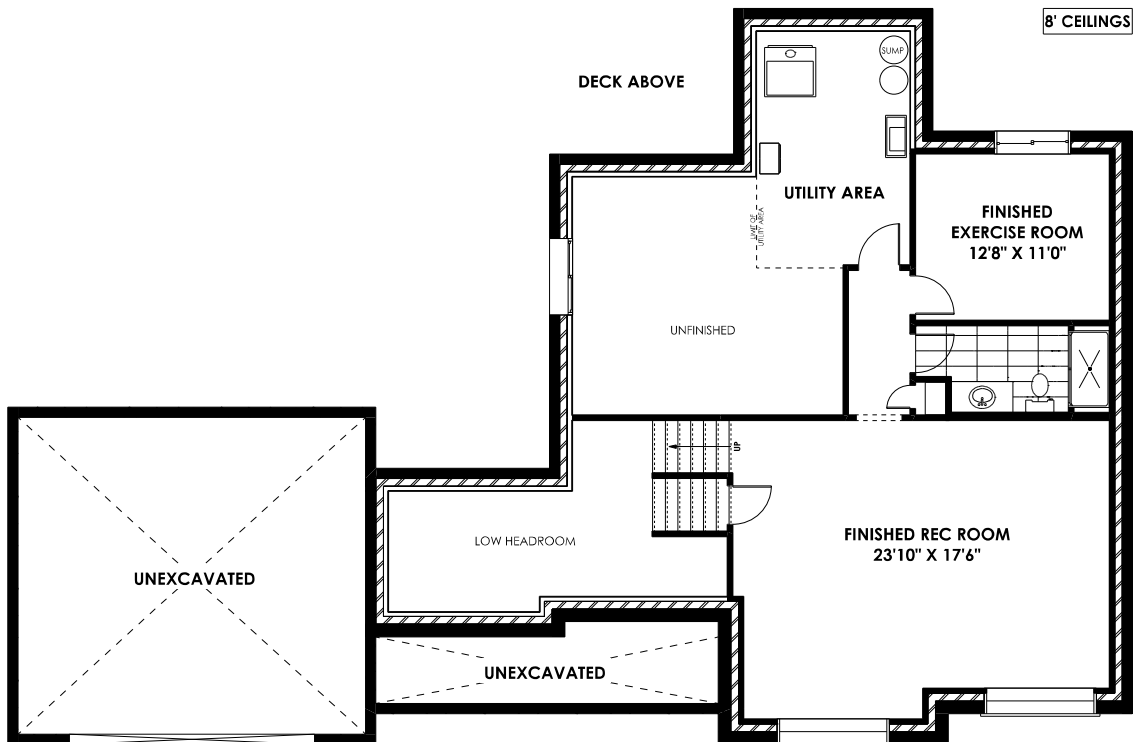 8' CEILINGS
SUMP
DECK ABOVE
UTILITY AREA
LIMIT OF
UTILITY AREA
FINISHED
EXERCISE ROOM
12'8" X 11'0"
UNFINISHED
UP
LOW HEADROOM
FINISHED REC ROOM
23'10" X 17'6"
UNEXCAVATED
UNEXCAVATED